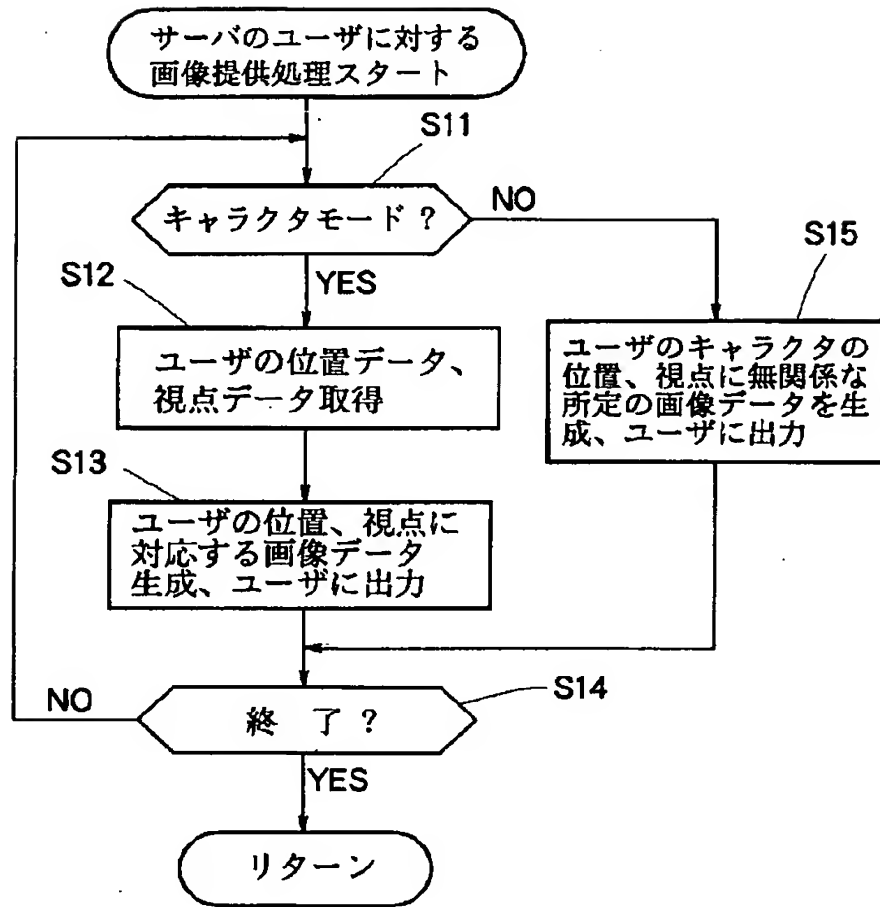 サーバのユーザに対する
画像提供処理スタート
S11
キャラクタモード？
NO
YES
S12
S15
ユーザの位置データ、
視点データ取得
ユーザのキャラクタの
位置、視点に無関係な
所定の画像データを生
成、ユーザに出力
S13
ユーザの位置、視点に
対応する画像データ
生成、ユーザに出力
S14
NO
終 了？
YES
リターン